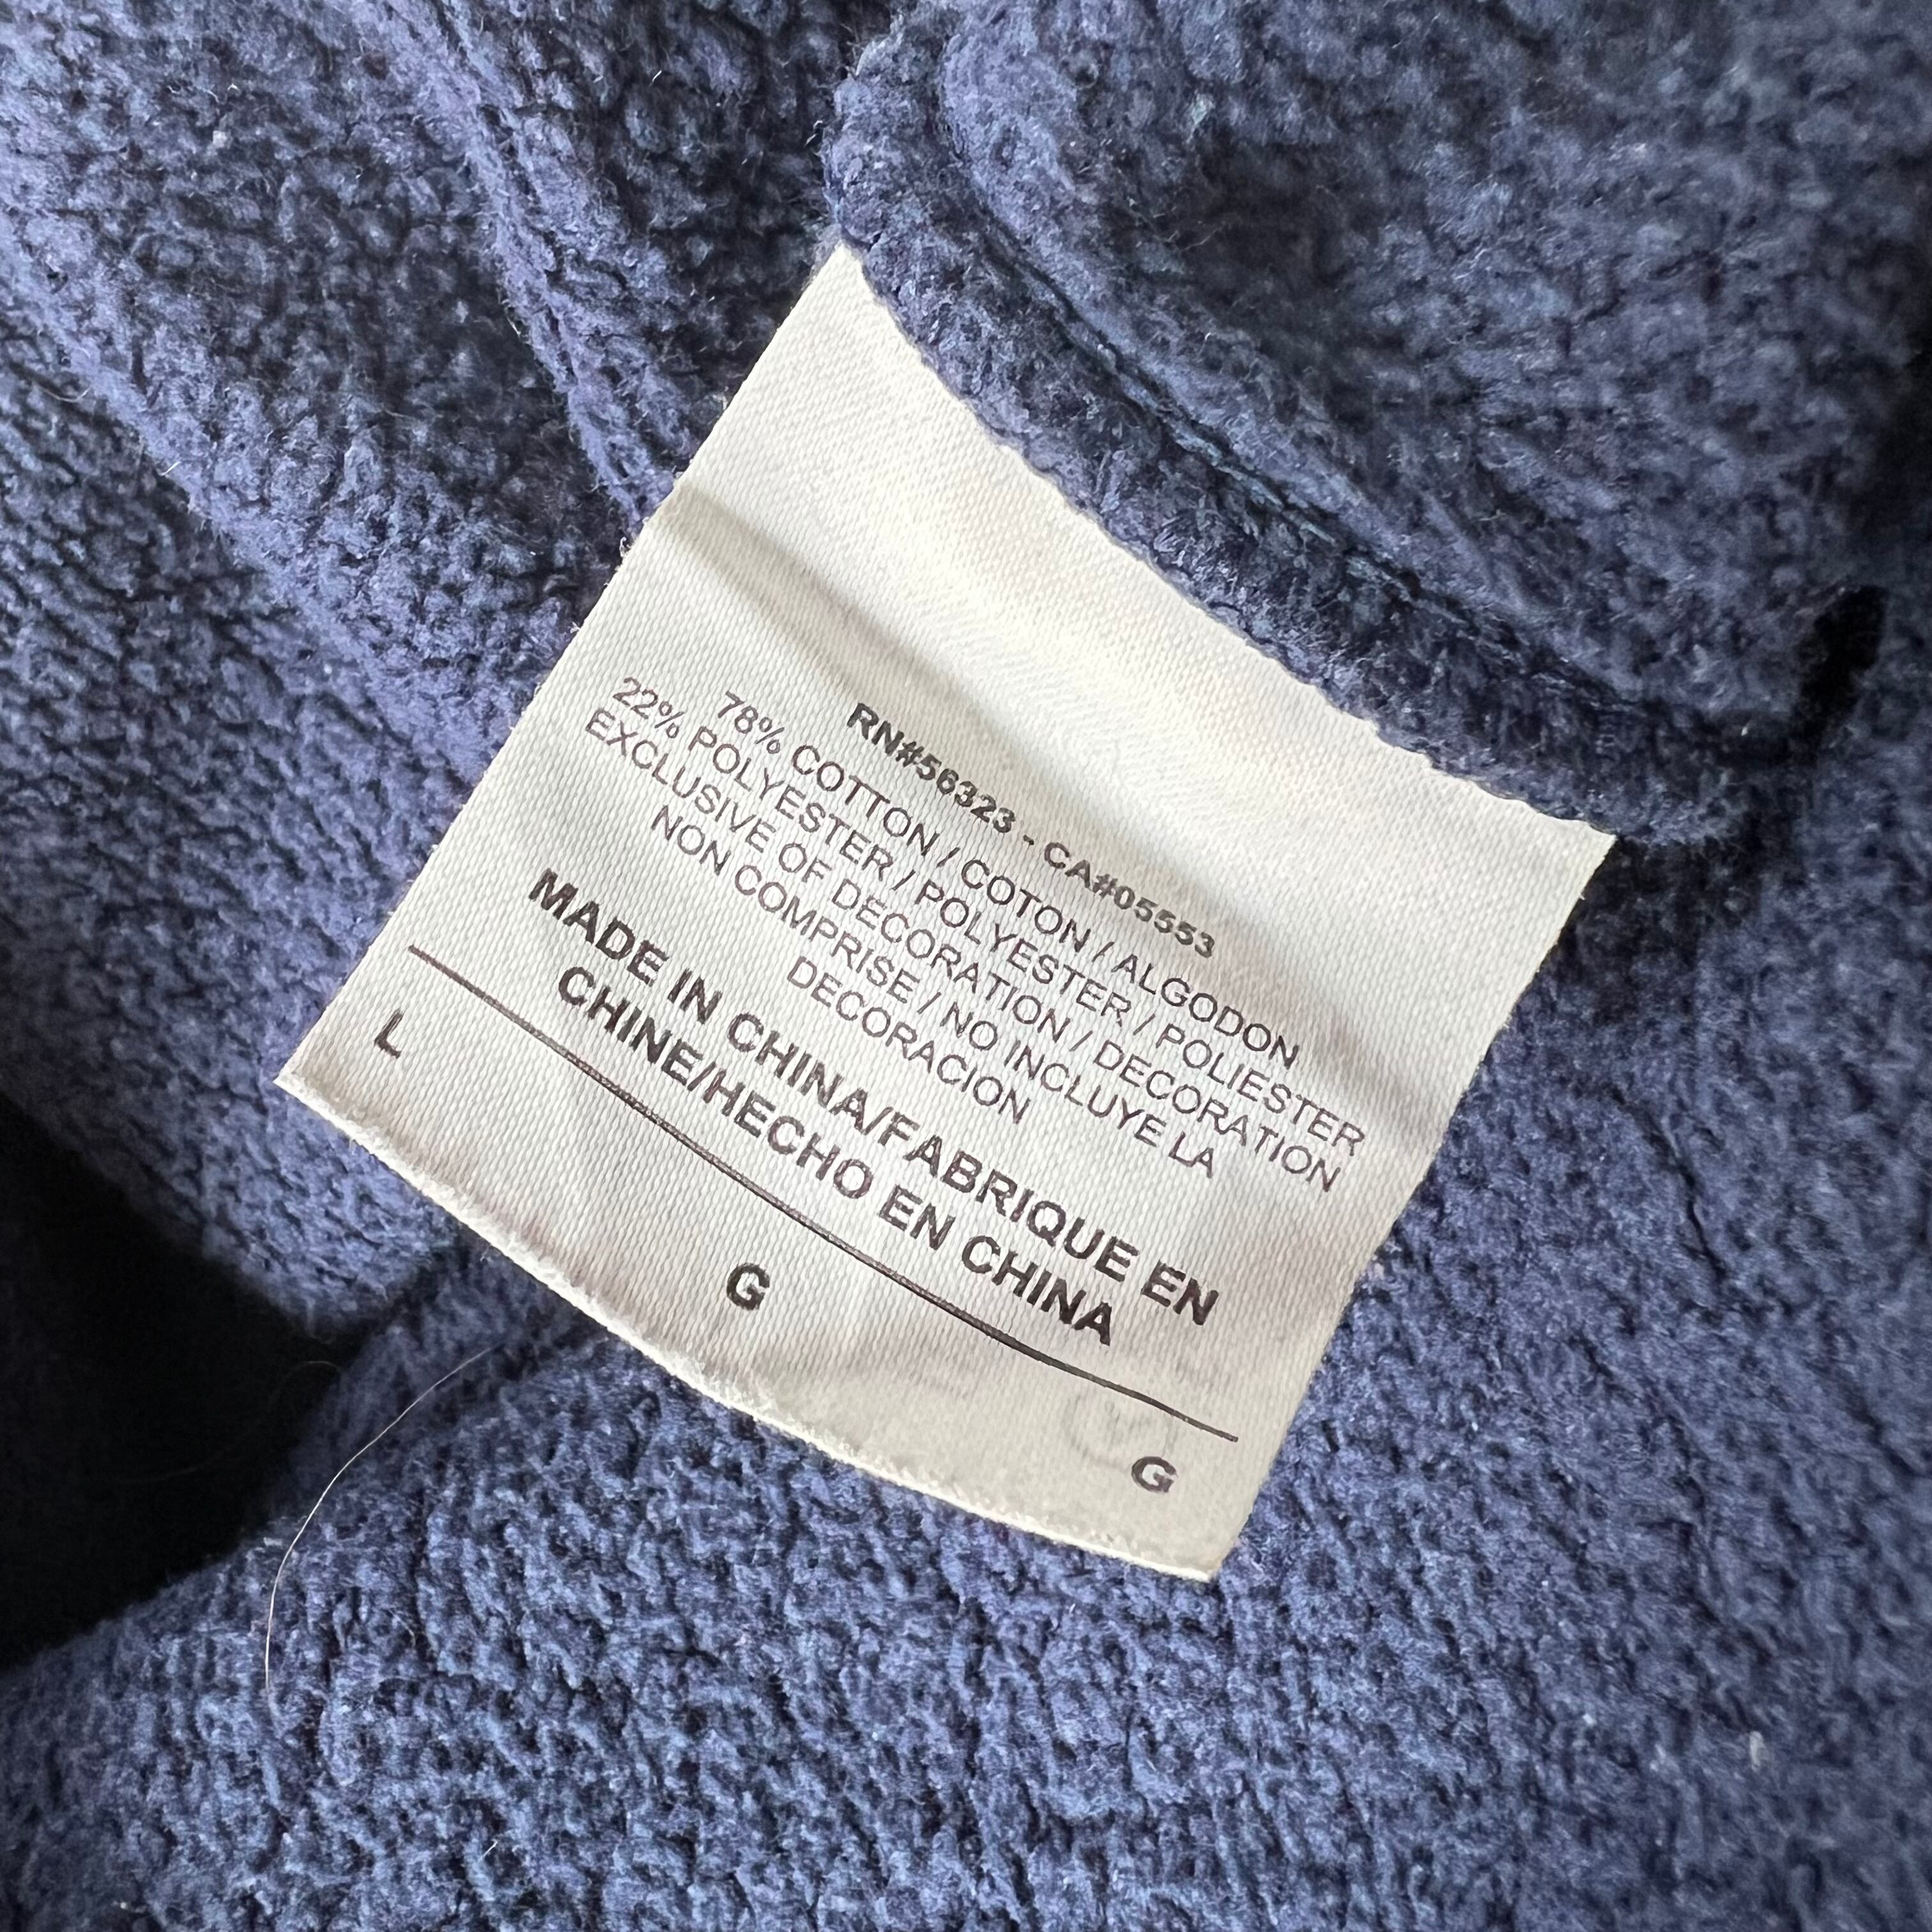 RN#56323 - CA#05553
78% COTTON / COTON / ALGODON
22% POLYESTER / POLYESTER / POLIESTER
EXCLUSIVE OF DECORATION / DECORATION
NON COMPRISE / NO INCLUYE LA
DECORACION
MADE IN CHINA/FABRIQUE EN
CHINE/HECHO EN CHINA
L G G